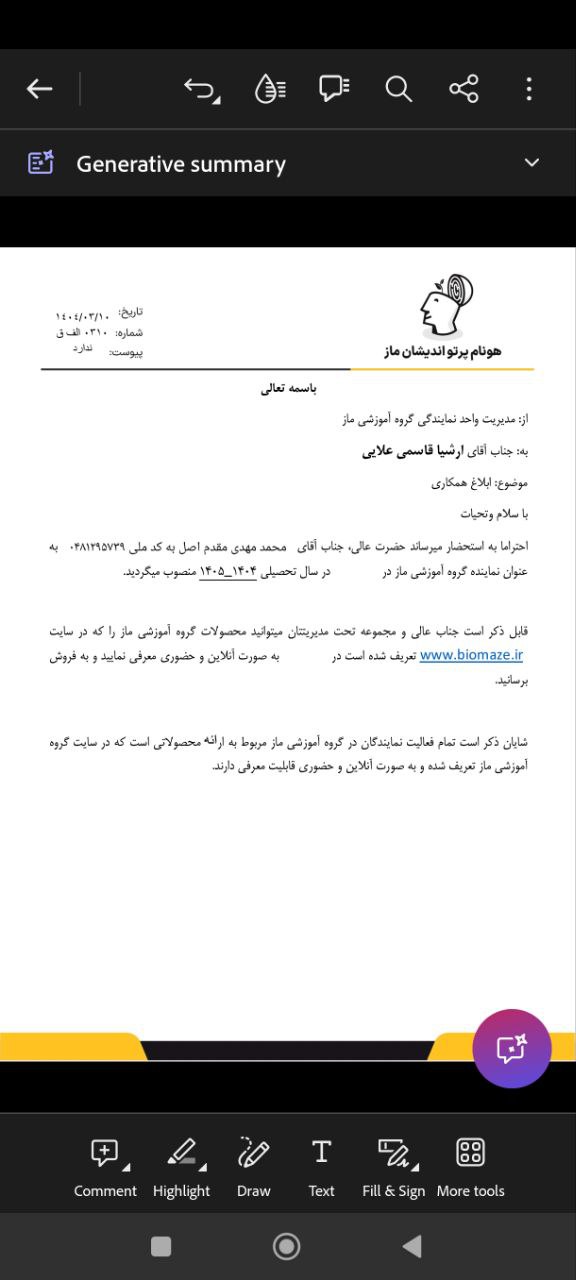 Generative summary
هونام پرتو اندیشان ماز
تاریخ: ۱۴۰۴/۰۳/۱۰
شماره: ۰۳۱۰ الف ق
پیوست: ندارد
باسمه تعالی
از: مدیریت واحد نمایندگی گروه آموزشی ماز
به: جناب آقای ارشیا قاسمی علایی
موضوع: ابلاغ همکاری
با سلام وتحیات
احتراما به استحضار میرساند حضرت عالی، جناب آقای محمد مهدی مقدم اصل به کد ملی ۰۴۸۱۲۹۵۷۳۹ به
عنوان نماینده گروه آموزشی ماز در در سال تحصیلی ۱۴۰۴_۱۴۰۵ منصوب میگردید.
قابل ذکر است جناب عالی و مجموعه تحت مدیریتتان میتوانید محصولات گروه آموزشی ماز را که در سایت
www.biomaze.ir تعریف شده است در به صورت آنلاین و حضوری معرفی نمایید و به فروش
برسانید.
شایان ذکر است تمام فعالیت نمایندگان در گروه آموزشی ماز مربوط به ارائه محصولاتی است که در سایت گروه
آموزشی ماز تعریف شده و به صورت آنلاین و حضوری قابلیت معرفی دارند.
Comment Highlight Draw Text Fill & Sign More tools